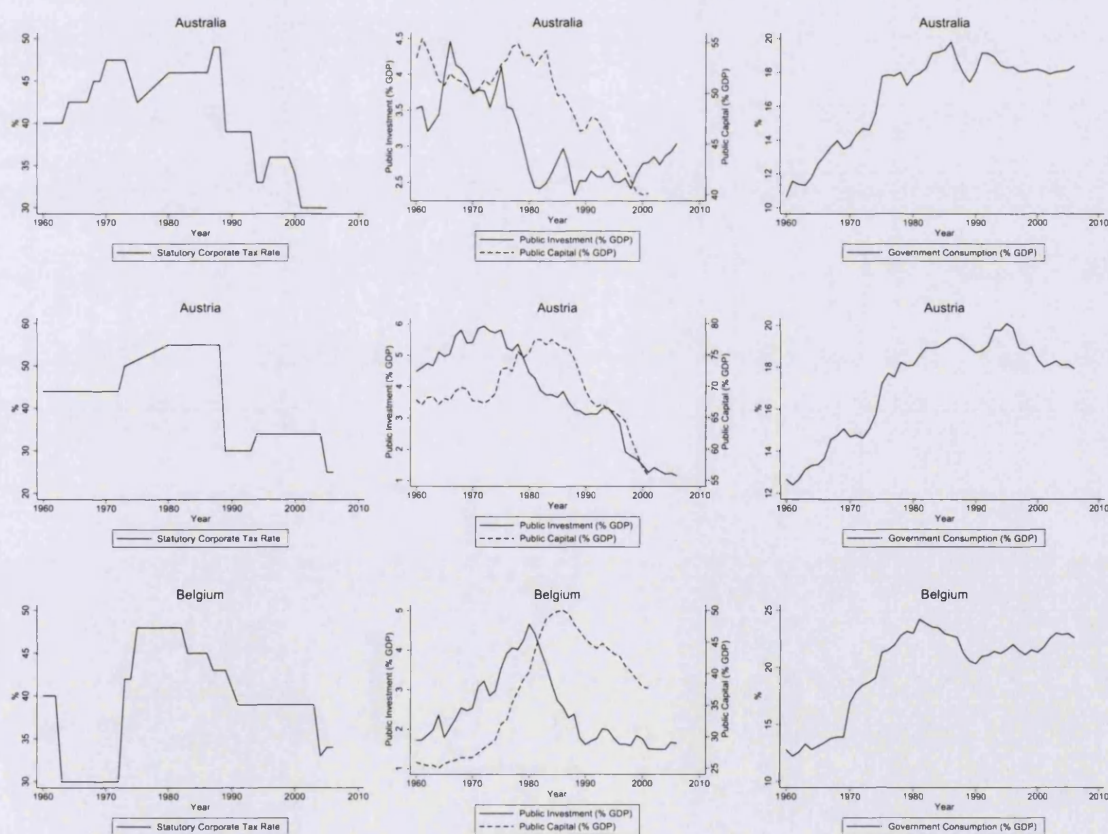 Australia
%
50
45
40
35
30
1960 1970 1980 1990 2000 2010
Year
Statutory Corporate Tax Rate
Australia
Public Investment (% GDP)
4.5
4
3.5
3
2.5
Public Capital (% GDP)
55
50
45
40
1960 1970 1980 1990 2000 2010
Year
Public Investment (% GDP)
Public Capital (% GDP)
Australia
%
20
18
16
14
12
10
1960 1970 1980 1990 2000 2010
Year
Government Consumption (% GDP)
Austria
%
60
50
40
30
20
1960 1970 1980 1990 2000 2010
Year
Statutory Corporate Tax Rate
Austria
Public Investment (% GDP)
6
5
4
3
2
1
Public Capital (% GDP)
80
75
70
65
60
55
1960 1970 1980 1990 2000 2010
Year
Public Investment (% GDP)
Public Capital (% GDP)
Austria
%
20
18
16
14
12
1960 1970 1980 1990 2000 2010
Year
Government Consumption (% GDP)
Belgium
%
50
45
40
35
30
1960 1970 1980 1990 2000 2010
Year
Statutory Corporate Tax Rate
Belgium
Public Investment (% GDP)
5
4
3
2
1
Public Capital (% GDP)
50
45
40
35
30
25
1960 1970 1980 1990 2000 2010
Year
Public Investment (% GDP)
Public Capital (% GDP)
Belgium
%
25
20
15
10
1960 1970 1980 1990 2000 2010
Year
Government Consumption (% GDP)